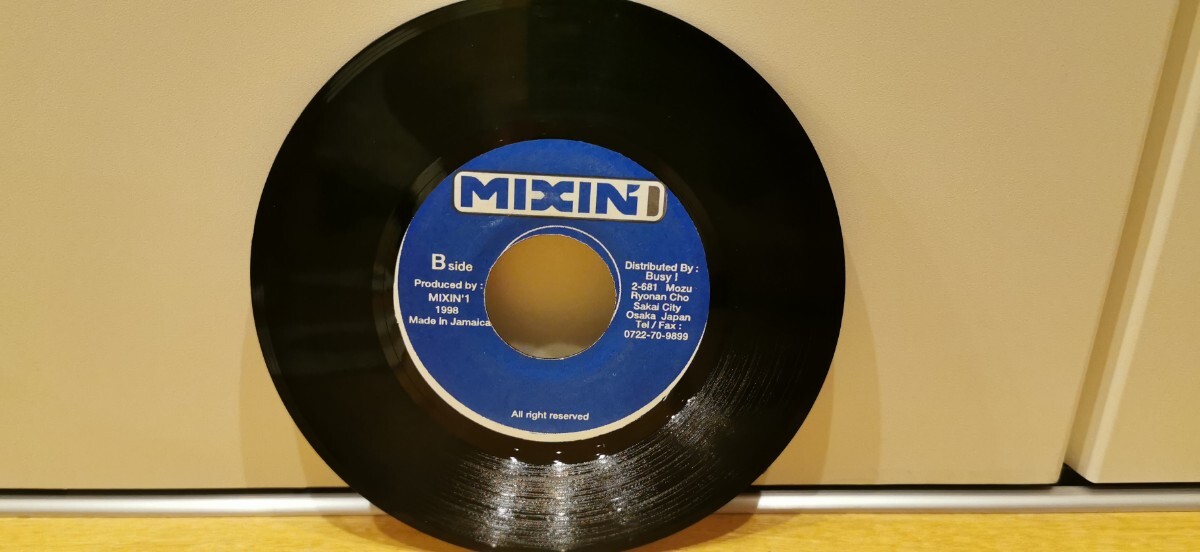 MIXIN'1
B side
Produced by :
MIXIN'1
1998
Made In Jamaica
Distributed By :
Busy !
2-681 Mozu
Ryonan Cho
Sakai City
Osaka Japan
Tel / Fax :
0722-70-9899
All right reserved